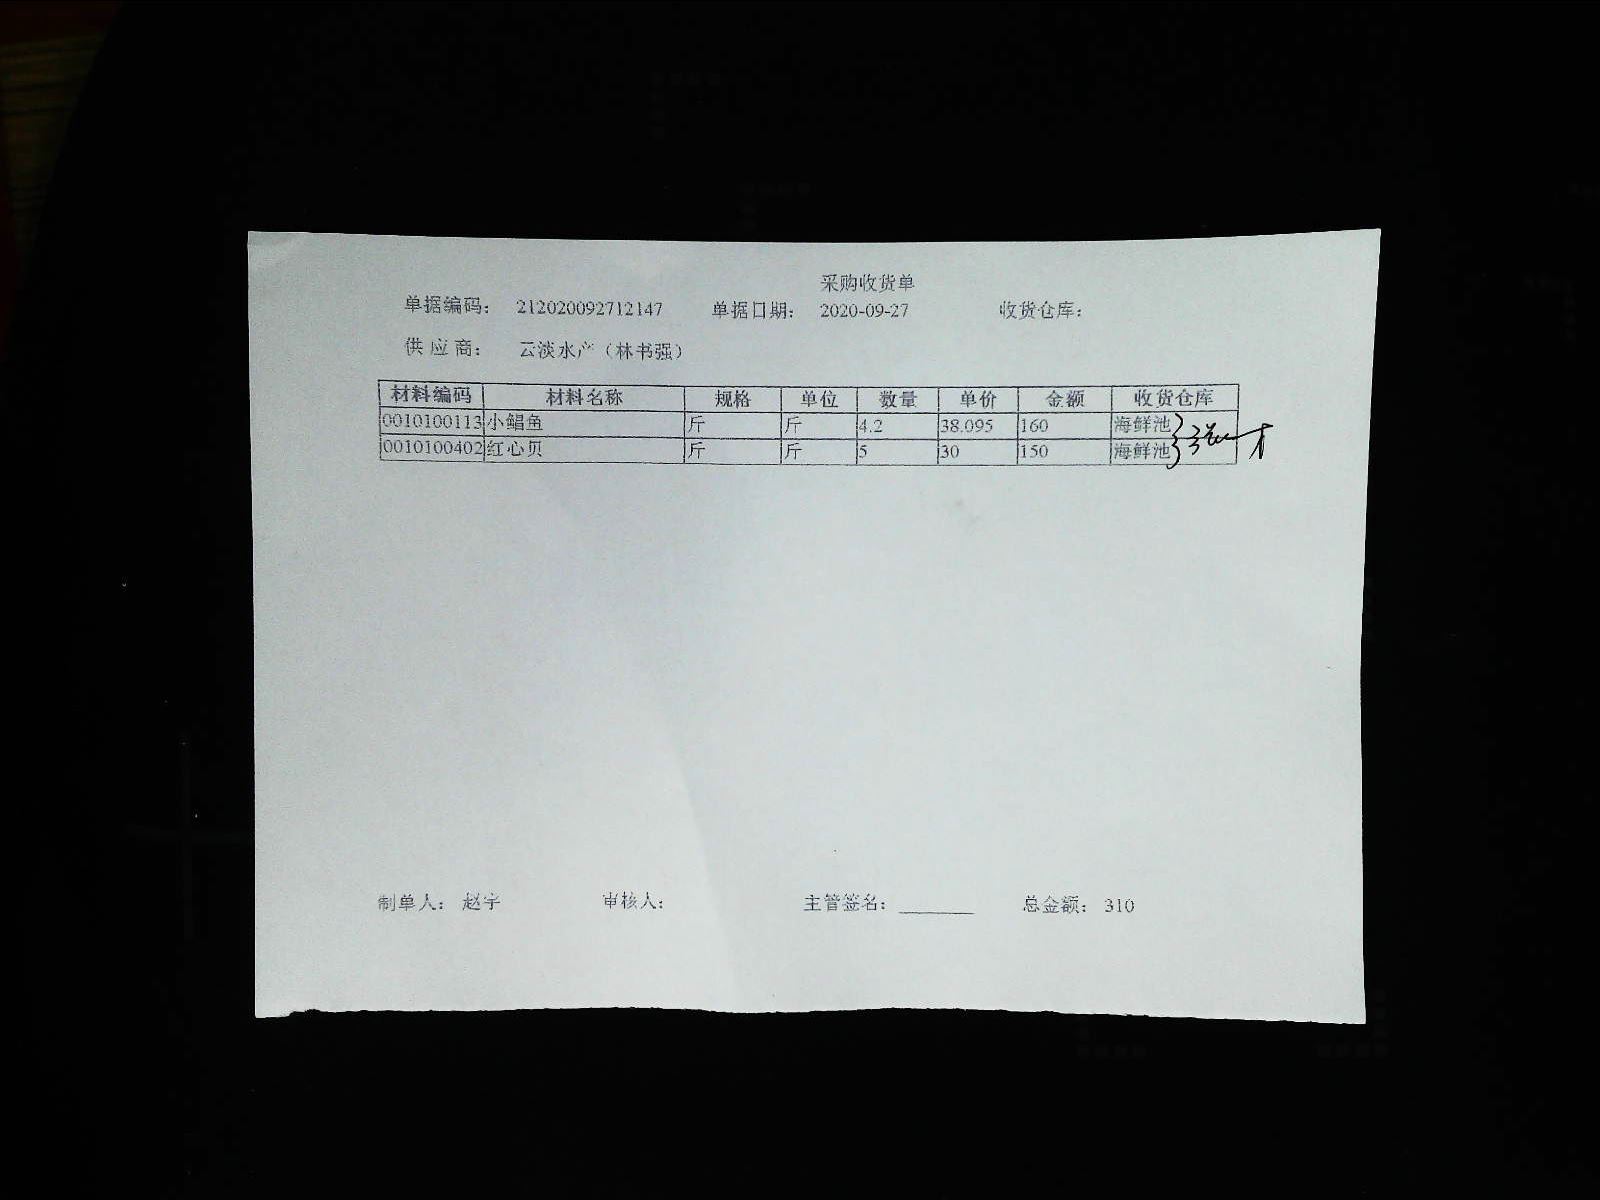 采购收货单
单据编码： 212020092712147 单据日期： 2020-09-27 收货仓库：
供 应 商： 云淡水产（林书强）
材料编码 材料名称 规格 单位 数量 单价 金额 收货仓库
0010100113 小鲳鱼 斤 斤 4.2 38.095 160 海鲜池
0010100402 红心贝 斤 斤 5 30 150 海鲜池
制单人： 赵宇 审核人： 主管签名： 总金额： 310